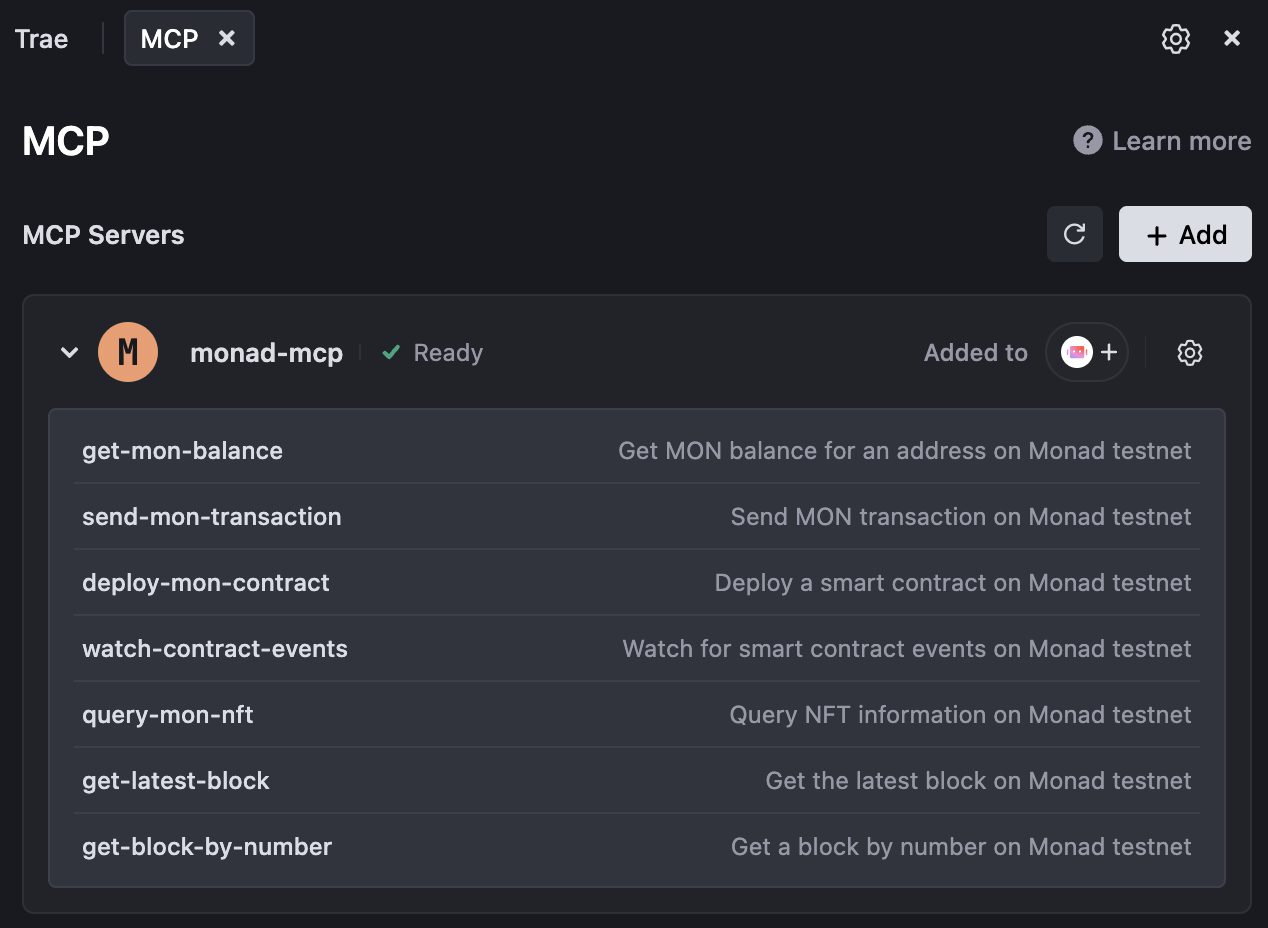 Trae
MCP
MCP
? Learn more
MCP Servers
+ Add
M monad-mcp Ready Added to +
get-mon-balance Get MON balance for an address on Monad testnet
send-mon-transaction Send MON transaction on Monad testnet
deploy-mon-contract Deploy a smart contract on Monad testnet
watch-contract-events Watch for smart contract events on Monad testnet
query-mon-nft Query NFT information on Monad testnet
get-latest-block Get the latest block on Monad testnet
get-block-by-number Get a block by number on Monad testnet